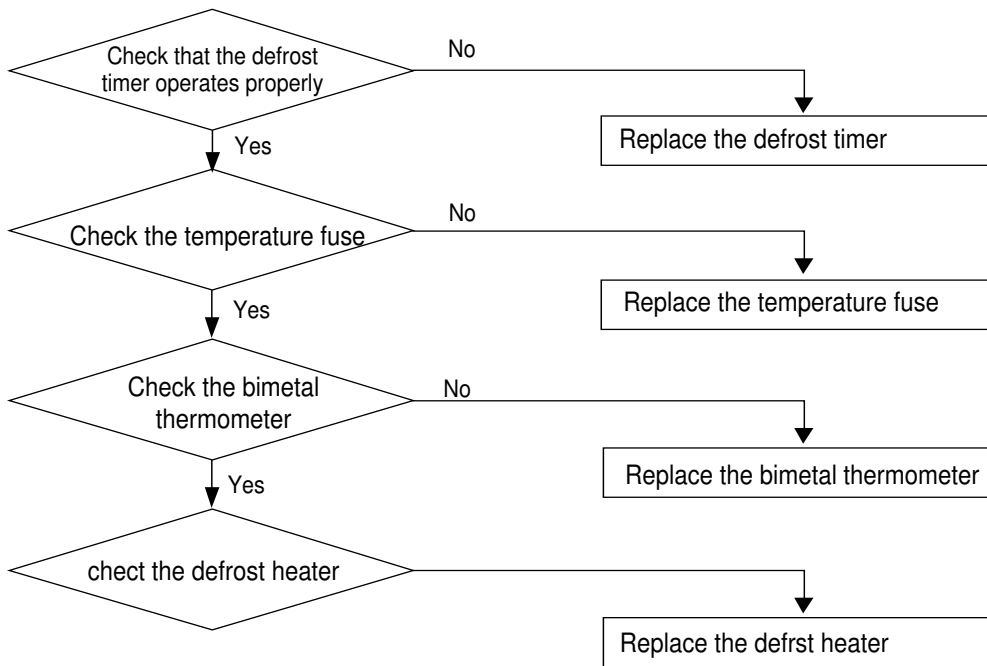 Check that the defrost
timer operates properly
No
Replace the defrost timer
Yes
Check the temperature fuse
No
Replace the temperature fuse
Yes
Check the bimetal
thermometer
No
Replace the bimetal thermometer
Yes
chect the defrost heater
Replace the defrst heater